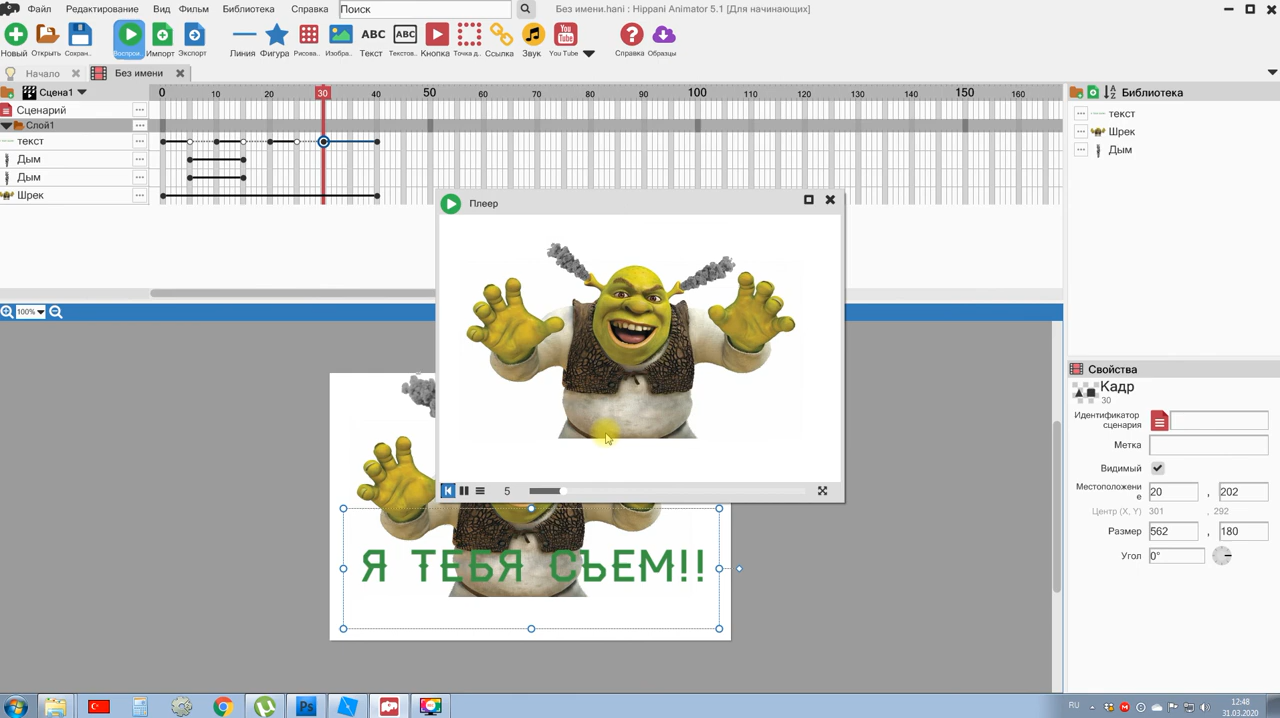 Файл Редактирование Вид Фильм Библиотека Справка Поиск Без имени.hani : Hippani Animator 5.1 [Для начинающих]
Новый Открыть Сохран.. Воспрои.. Импорт Экспорт Линия Фигура Рисова.. Изобра.. ABC Текст ABC Текстов.. Кнопка Точка д.. Ссылка Звук You Tube You Tube Справка Образцы
Начало Без имени
Сцена1 0 10 20 30 40 50 60 70 80 90 100 110 120 130 140 150 160 Библиотека
Сценарий
Слой1
текст
Дым
Дым
Шрек
текст
Шрек
Дым
Плеер
5
100%
Я ТЕБЯ СЪЕМ!!
Свойства
Кадр
30
Идентификатор
сценария
Метка
Видимый
Местоположени
е
20 , 202
Центр (X, Y) 301 , 292
Размер 562 , 180
Угол 0°
Ps
RU 12:48
31.03.2020